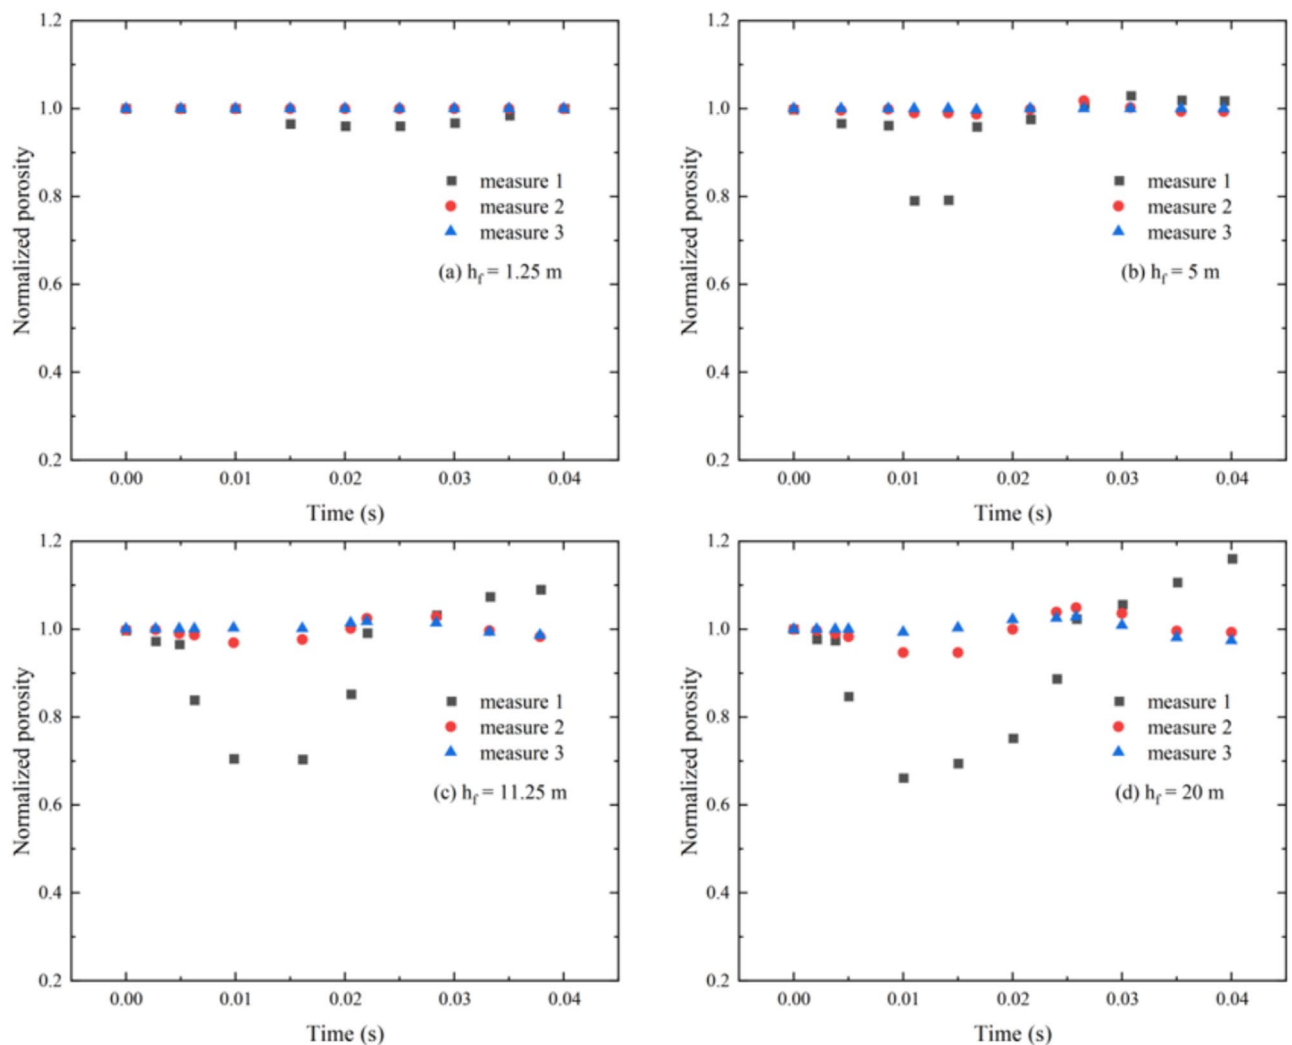 1.2
1.0
0.8
0.6
0.4
0.2
Normalized porosity
measure 1
measure 2
measure 3
(a) hf = 1.25 m
0.00 0.01 0.02 0.03 0.04
Time (s)
1.2
1.0
0.8
0.6
0.4
0.2
Normalized porosity
measure 1
measure 2
measure 3
(b) hf = 5 m
0.00 0.01 0.02 0.03 0.04
Time (s)
1.2
1.0
0.8
0.6
0.4
0.2
Normalized porosity
measure 1
measure 2
measure 3
(c) hf = 11.25 m
0.00 0.01 0.02 0.03 0.04
Time (s)
1.2
1.0
0.8
0.6
0.4
0.2
Normalized porosity
measure 1
measure 2
measure 3
(d) hf = 20 m
0.00 0.01 0.02 0.03 0.04
Time (s)